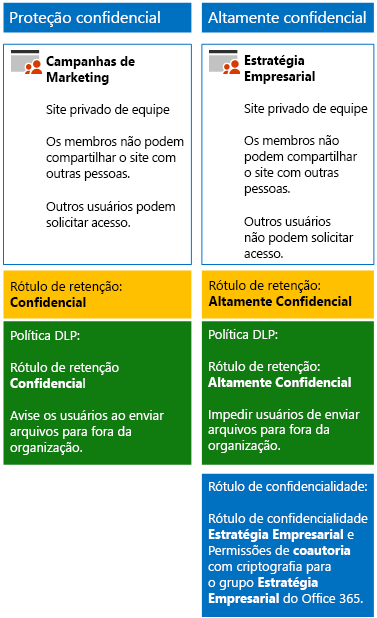 Proteção confidencial
Campanhas de
Marketing
Site privado de equipe
Os membros não podem
compartilhar o site com
outras pessoas.
Outros usuários podem
solicitar acesso.
Rótulo de retenção:
Confidencial
Política DLP:
Rótulo de retenção
Confidencial
Avise os usuários ao enviar
arquivos para fora da
organização.
Altamente confidencial
Estratégia
Empresarial
Site privado de equipe
Os membros não
podem compartilhar
o site com outras
pessoas.
Outros usuários
não podem solicitar
acesso.
Rótulo de retenção:
Altamente Confidencial
Política DLP:
Rótulo de retenção:
Altamente Confidencial
Impedir usuários de enviar
arquivos para fora da
organização.
Rótulo de confidencialidade:
Rótulo de confidencialidade
Estratégia Empresarial e
Permissões de coautoria
com criptografia para
o grupo Estratégia
Empresarial do Office 365.